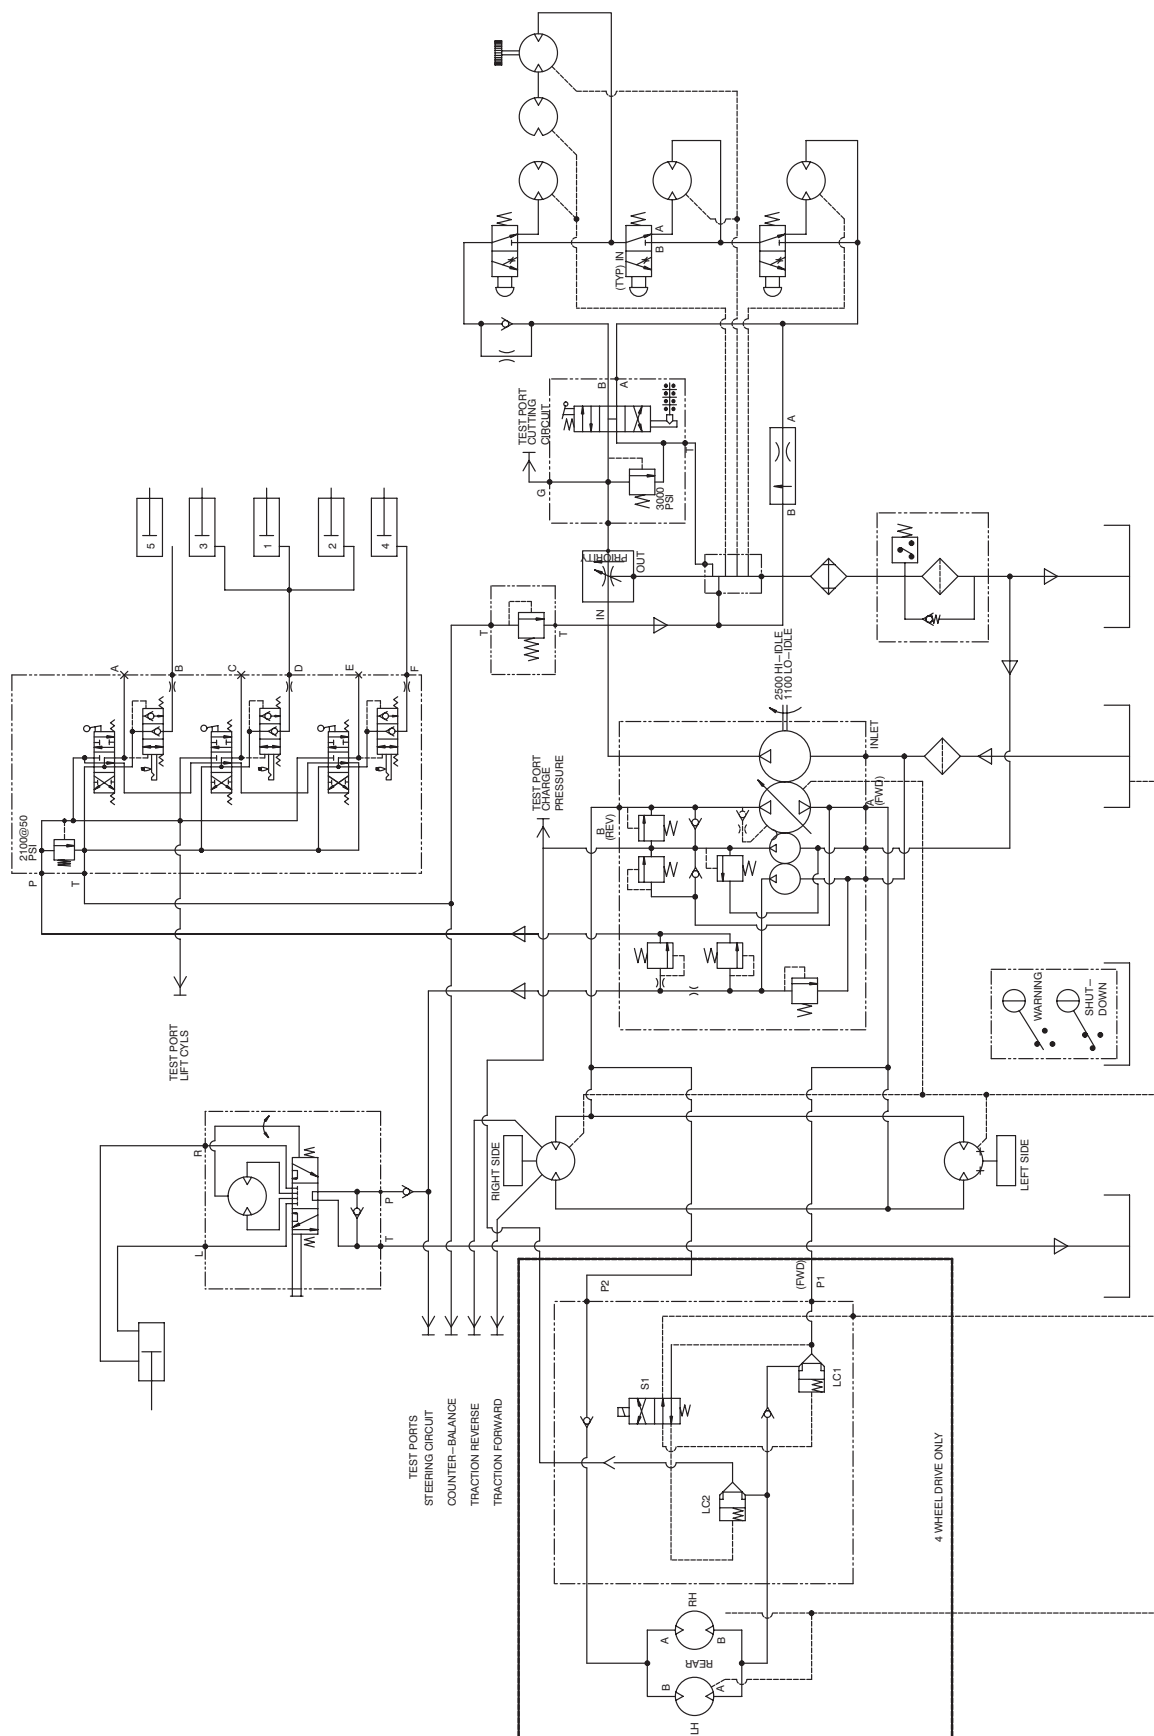 (TYP) IN
B
A
TEST PORT
CUTTING
CIRCUIT
G
B
A
T
3000
PSI
A
B
PRIORITY
OUT
IN
T
T
5
3
1
2
4
A
B
C
D
E
F
2100@50
PSI
P
T
TEST PORT
LIFT CYLS
TEST PORT
CHARGE
PRESSURE
2500 HI-IDLE
1100 LO-IDLE
INLET
B
(REV)
A
(FWD)
WARNING
SHUT-
DOWN
R
L
P
T
RIGHT SIDE
LEFT SIDE
TEST PORTS
STEERING CIRCUIT
COUNTER-BALANCE
TRACTION REVERSE
TRACTION FORWARD
P2
(FWD)
P1
S1
LC1
LC2
4 WHEEL DRIVE ONLY
RH
A
B
REAR
B
A
LH